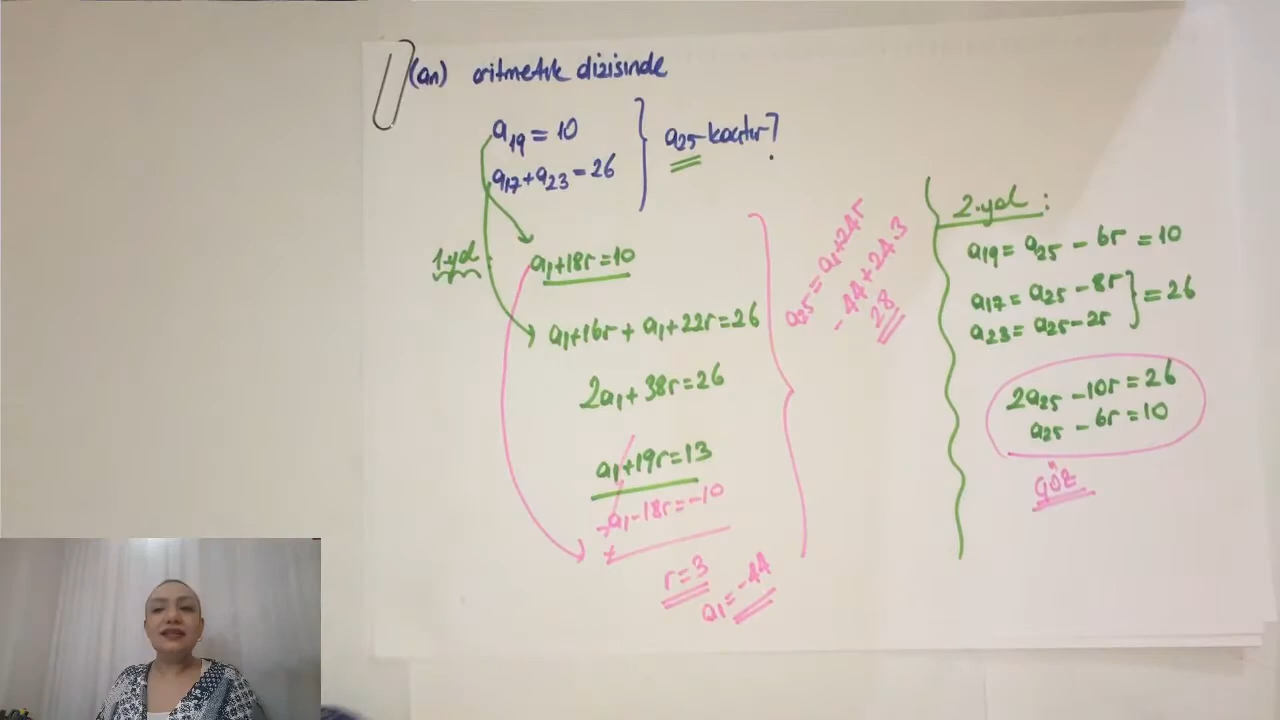 (an) aritmetik dizisinde
a19 = 10
a17 + a23 = 26
a25 kaçtır?
1.yol
a1+18r=10
a1+16r + a1+22r=26
2a1+38r=26
a1+19r=13
-a1-18r=-10
+
r=3
a1=-44
a25 = a1+24r
-44+24.3
28
2.yol :
a19= a25 - 6r = 10
a17= a25 -8r
a23= a25-2r
} = 26
2a25 -10r=26
a25 - 6r=10
ÇÖZ